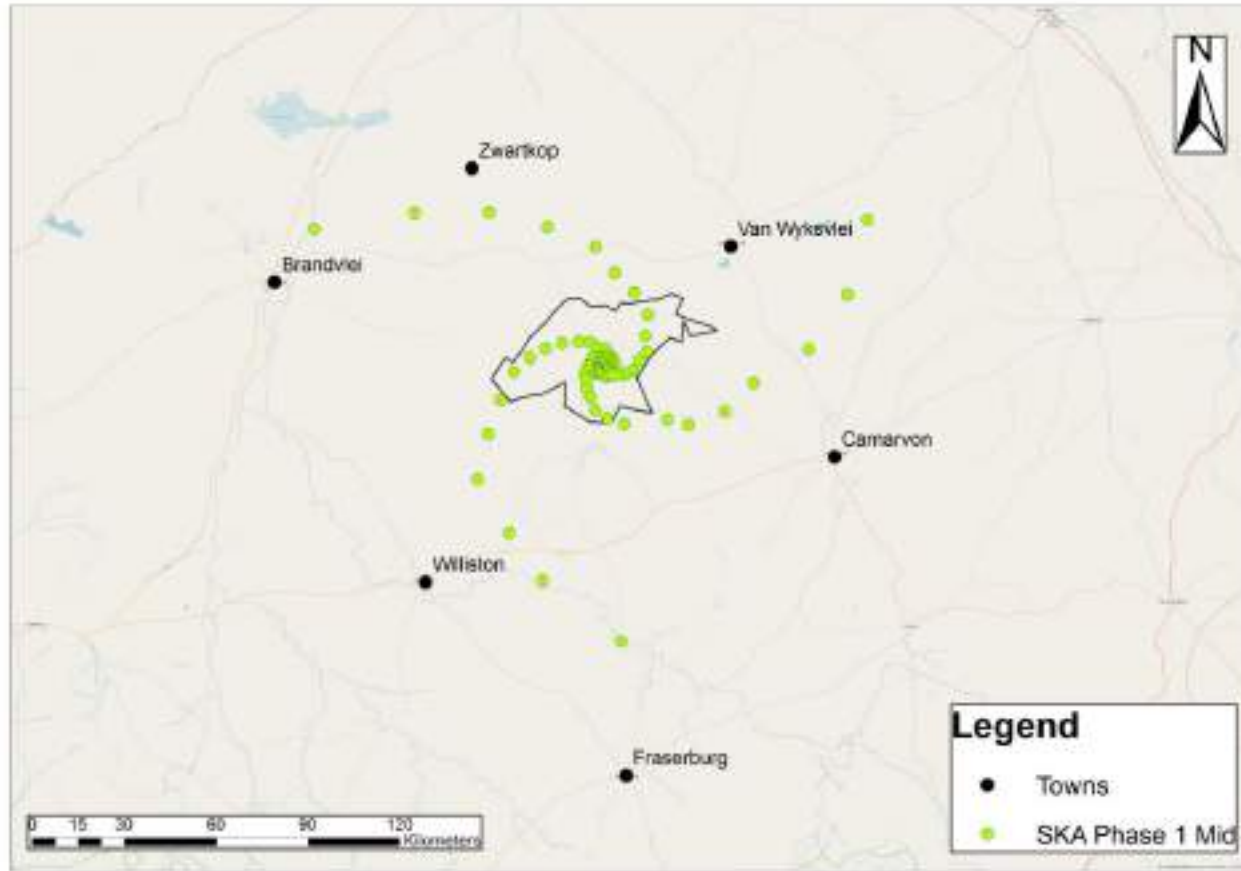 N
Zwartkop
Van Wyksvlei
Brandvlei
Carnarvon
Williston
Fraserburg
Legend
Towns
SKA Phase 1 Mid
0 15 30 60 90 120
Kilometers